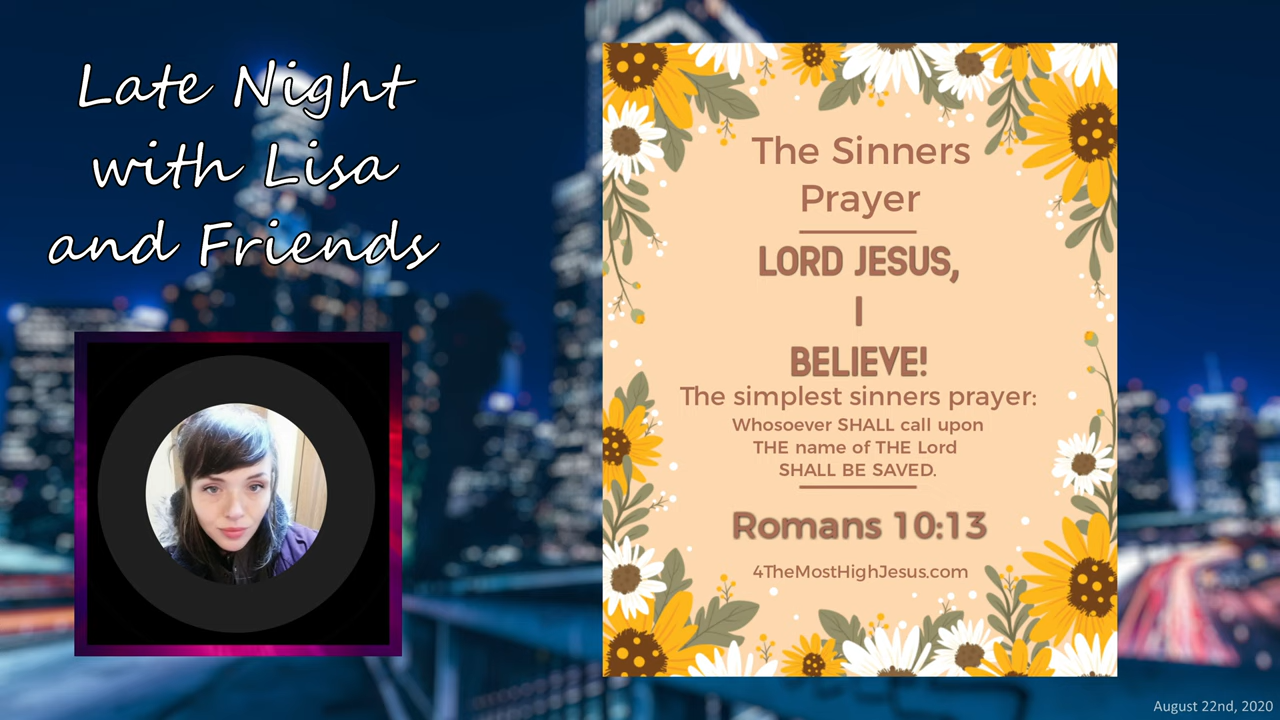 Late Night
with Lisa
and Friends
The Sinners
Prayer
LORD JESUS,
I
BELIEVE!
The simplest sinners prayer:
Whosoever SHALL call upon
THE name of THE Lord
SHALL BE SAVED.
Romans 10:13
4TheMostHighJesus.com
August 22nd, 2020